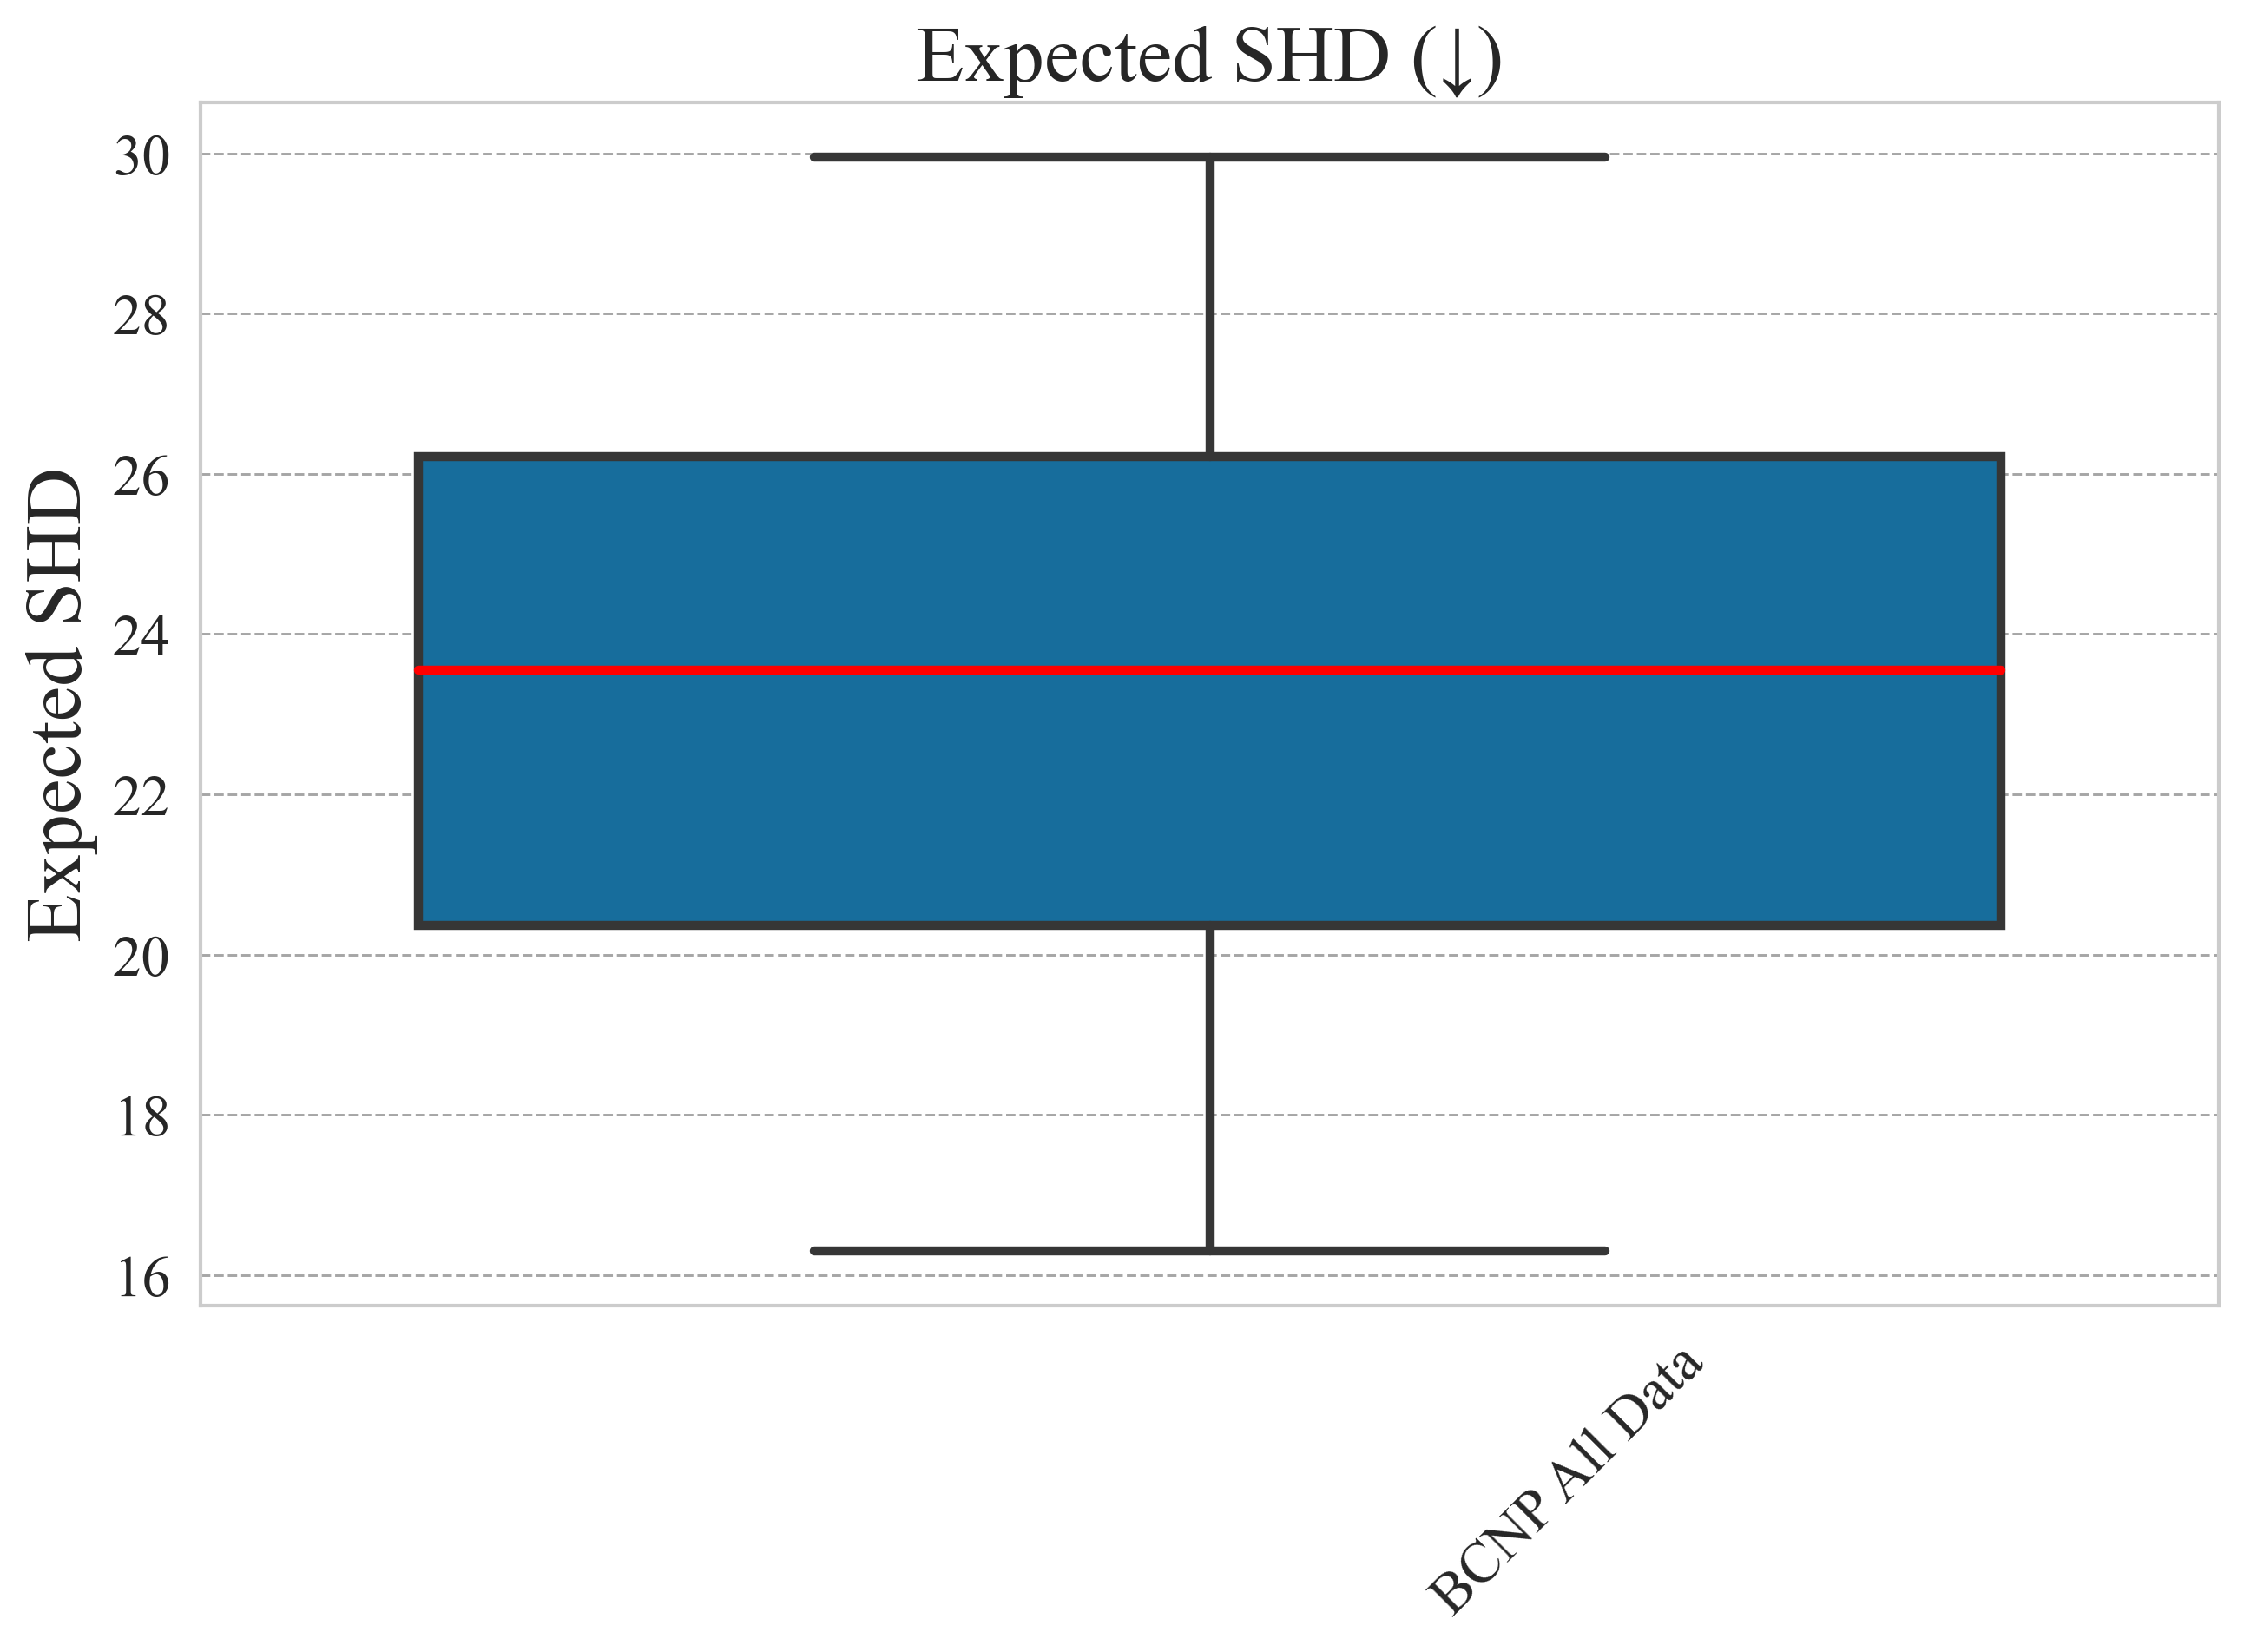 Expected SHD (↓)
Expected SHD
30
28
26
24
22
20
18
16
BCNP All Data